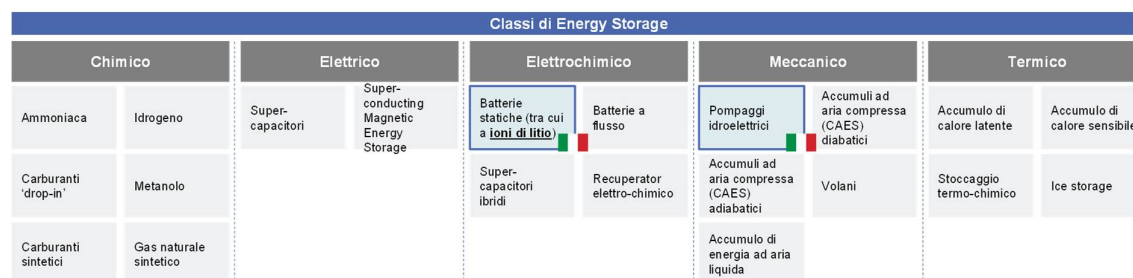 Classi di Energy Storage
Chimico
Elettrico
Elettrochimico
Meccanico
Termico
Ammoniaca
Idrogeno
Super-
capacitori
Super-
conducting
Magnetic
Energy
Storage
Batterie
statiche (tra cui
a ioni di litio)
Batterie a
flusso
Pompaggi
idroelettrici
Accumuli ad
aria compressa
(CAES)
diabatici
Accumulo di
calore latente
Accumulo di
calore sensibile
Carburanti
'drop-in'
Metanolo
Super-
capacitori
ibridi
Recuperator
elettro-chimico
Accumuli ad
aria compressa
(CAES)
adiabatici
Volani
Stoccaggio
termo-chimico
Ice storage
Carburanti
sintetici
Gas naturale
sintetico
Accumulo di
energia ad aria
liquida